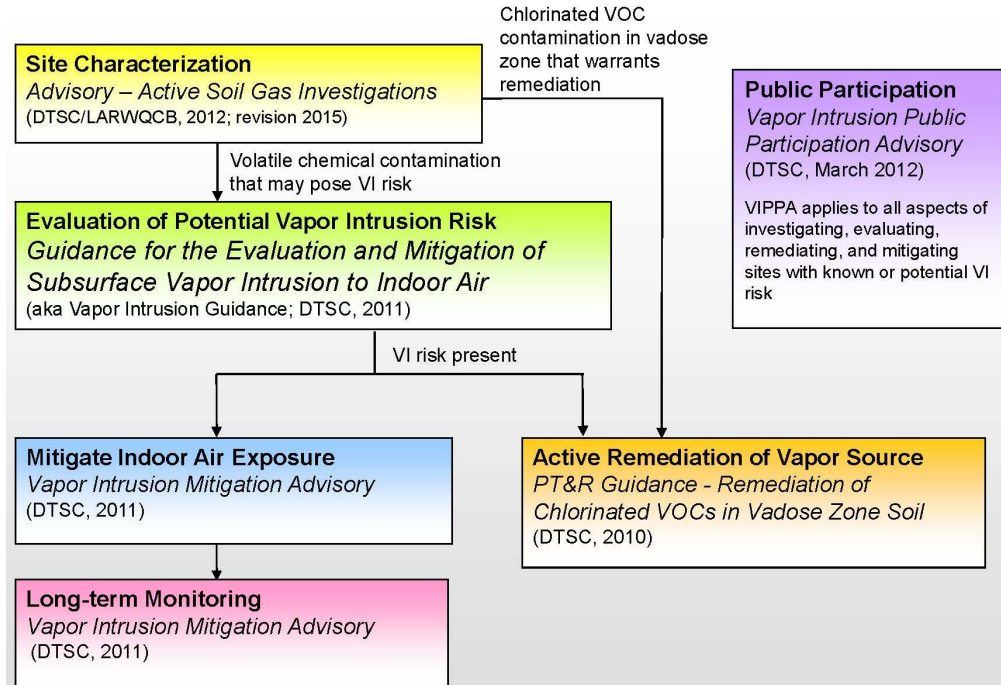 Chlorinated VOC
contamination in vadose
zone that warrants
remediation
Site Characterization
Advisory – Active Soil Gas Investigations
(DTSC/LARWQCB, 2012; revision 2015)
Public Participation
Vapor Intrusion Public
Participation Advisory
(DTSC, March 2012)
VIPPA applies to all aspects of
investigating, evaluating,
remediating, and mitigating
sites with known or potential VI
risk
Volatile chemical contamination
that may pose VI risk
Evaluation of Potential Vapor Intrusion Risk
Guidance for the Evaluation and Mitigation of
Subsurface Vapor Intrusion to Indoor Air
(aka Vapor Intrusion Guidance; DTSC, 2011)
VI risk present
Mitigate Indoor Air Exposure
Vapor Intrusion Mitigation Advisory
(DTSC, 2011)
Active Remediation of Vapor Source
PT&R Guidance - Remediation of
Chlorinated VOCs in Vadose Zone Soil
(DTSC, 2010)
Long-term Monitoring
Vapor Intrusion Mitigation Advisory
(DTSC, 2011)